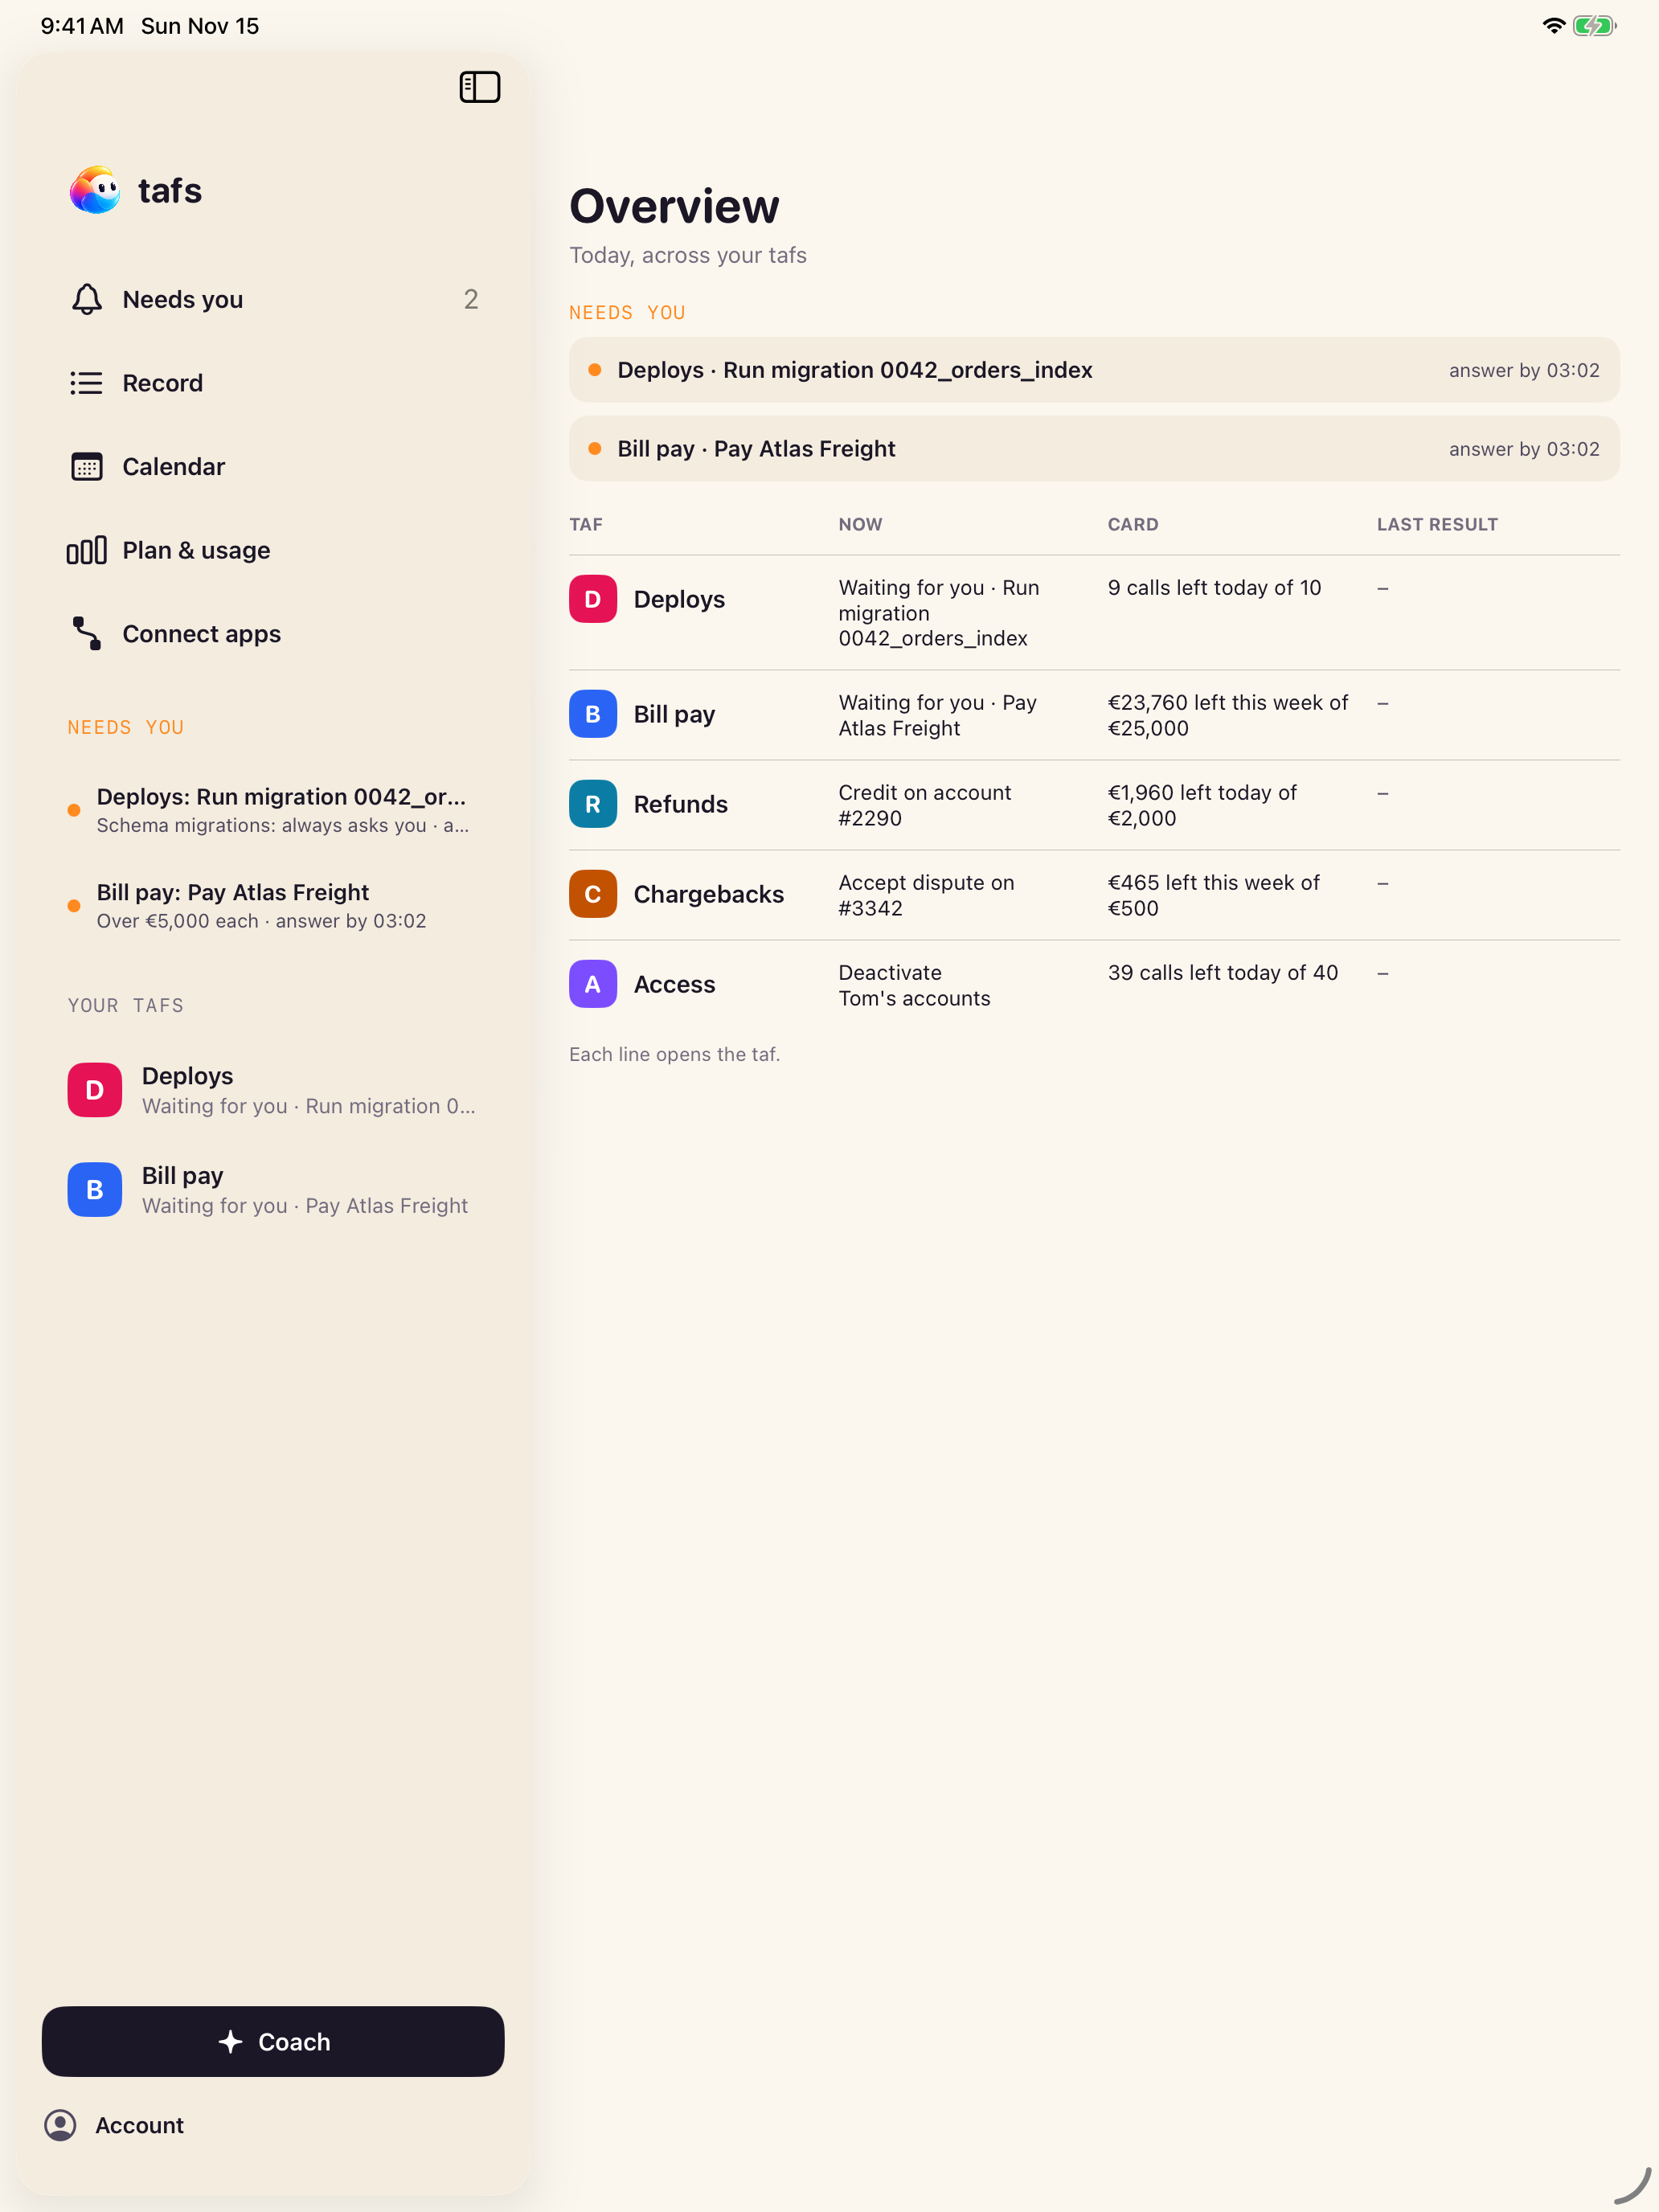 9:41 AM Sun Nov 15
tafs
Needs you 2
Record
Calendar
Plan & usage
Connect apps
NEEDS YOU
Deploys: Run migration 0042_or...
Schema migrations: always asks you · a...
Bill pay: Pay Atlas Freight
Over €5,000 each · answer by 03:02
YOUR TAFS
D Deploys
Waiting for you · Run migration 0...
B Bill pay
Waiting for you · Pay Atlas Freight
Coach
Account
Overview
Today, across your tafs
NEEDS YOU
Deploys · Run migration 0042_orders_index answer by 03:02
Bill pay · Pay Atlas Freight answer by 03:02
TAF NOW CARD LAST RESULT
D Deploys
Waiting for you · Run
migration
0042_orders_index
9 calls left today of 10
–
B Bill pay
Waiting for you · Pay
Atlas Freight
€23,760 left this week of
€25,000
–
R Refunds
Credit on account
#2290
€1,960 left today of
€2,000
–
C Chargebacks
Accept dispute on
#3342
€465 left this week of
€500
–
A Access
Deactivate
Tom's accounts
39 calls left today of 40
–
Each line opens the taf.